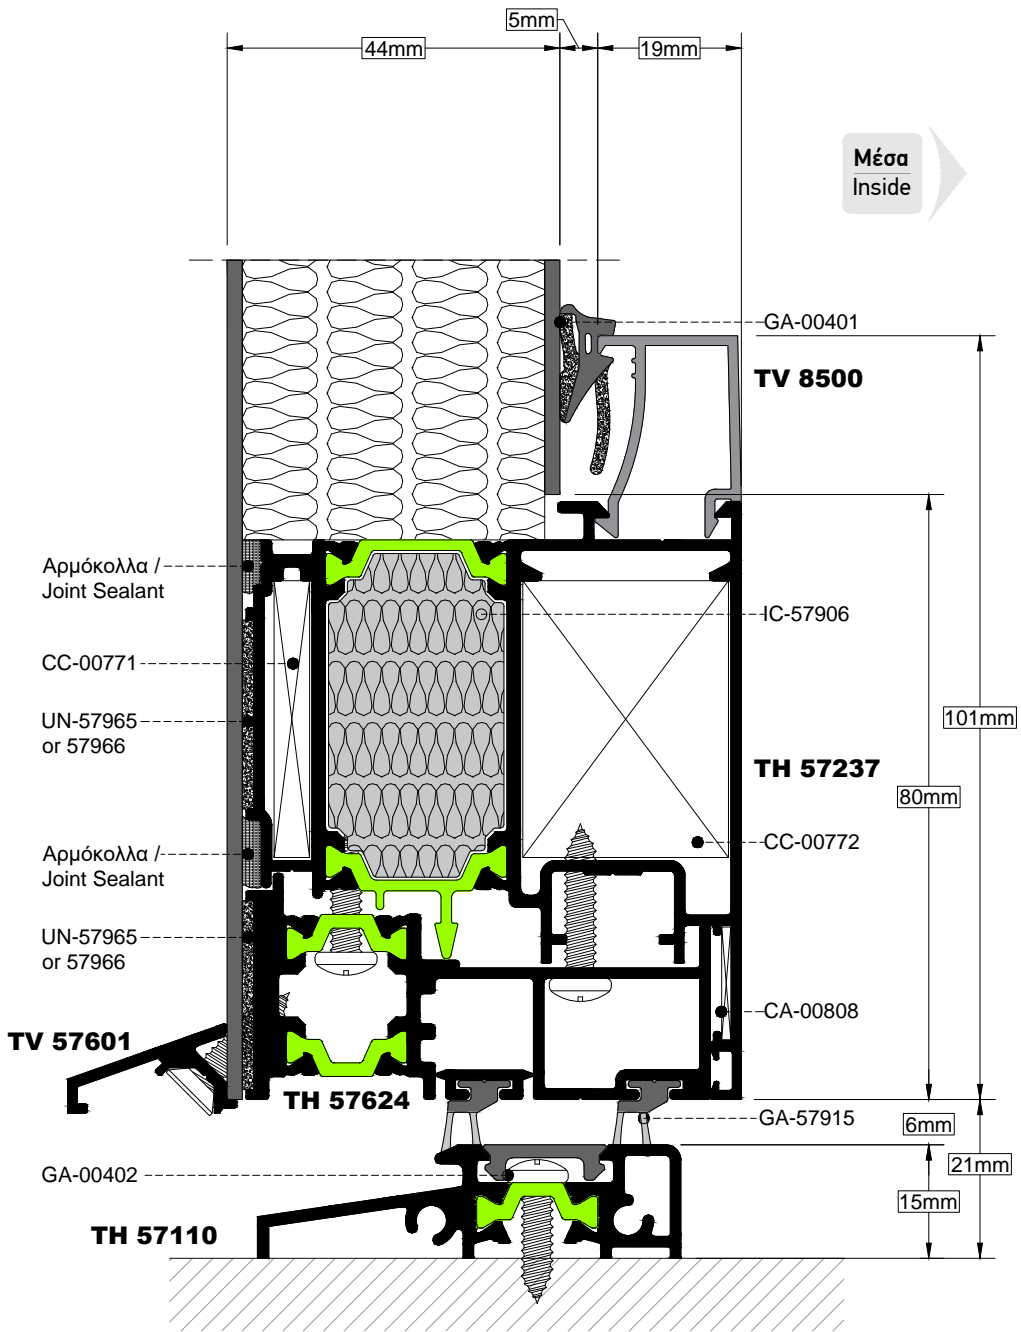 5mm
44mm
19mm
Μέσα
Inside
GA-00401
TV 8500
Αρμόκολλα /
Joint Sealant
IC-57906
CC-00771
UN-57965
or 57966
101mm
TH 57237
80mm
CC-00772
Αρμόκολλα /
Joint Sealant
UN-57965
or 57966
CA-00808
TV 57601
TH 57624
GA-57915
6mm
21mm
GA-00402
15mm
TH 57110